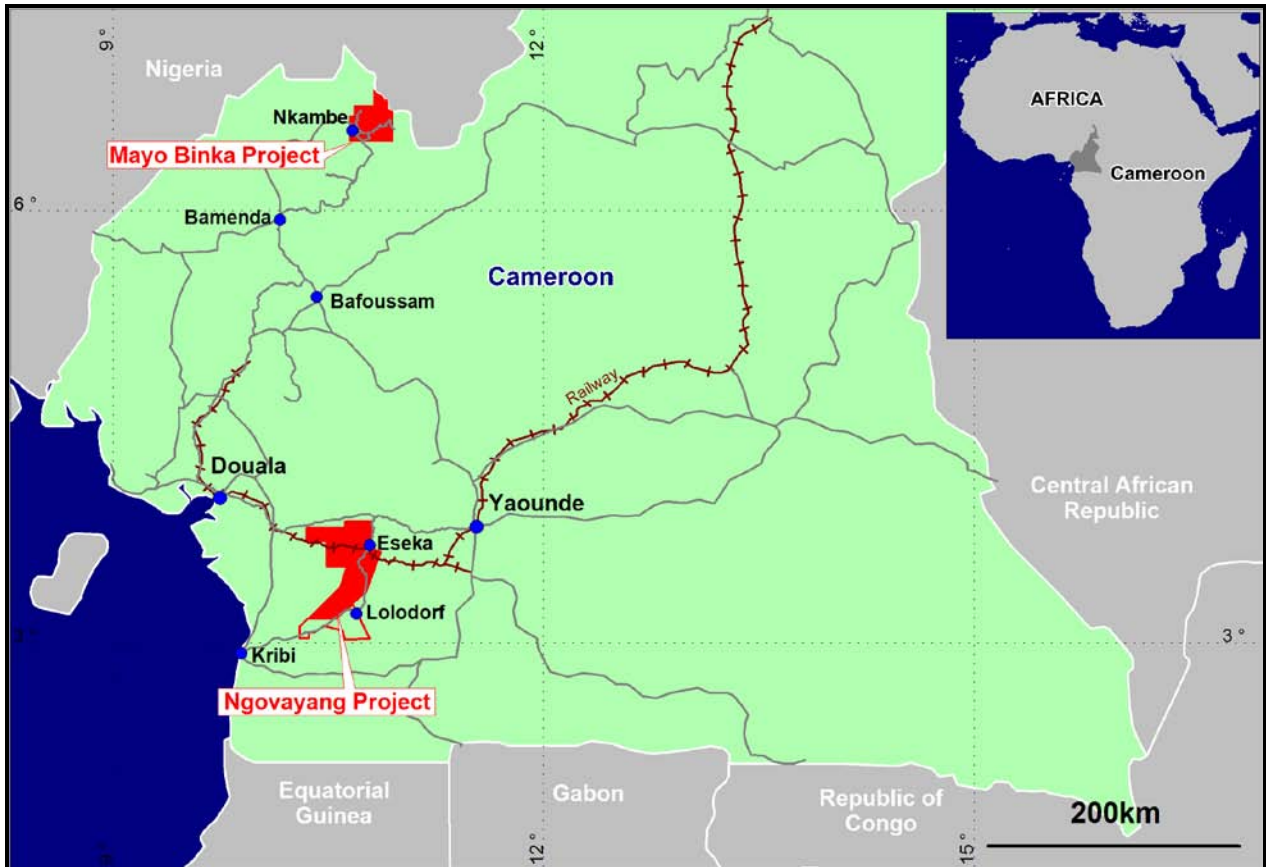 9°
12°
Nigeria
Nkambe
Mayo Binka Project
AFRICA
Cameroon
6°
Bamenda
Cameroon
Bafoussam
Railway
Douala
Yaounde
Central African
Republic
Eseka
Lolodorf
3°
Kribi
Ngovayang Project
Equatorial
Guinea
Gabon
Republic of
Congo
200km
12°
15°